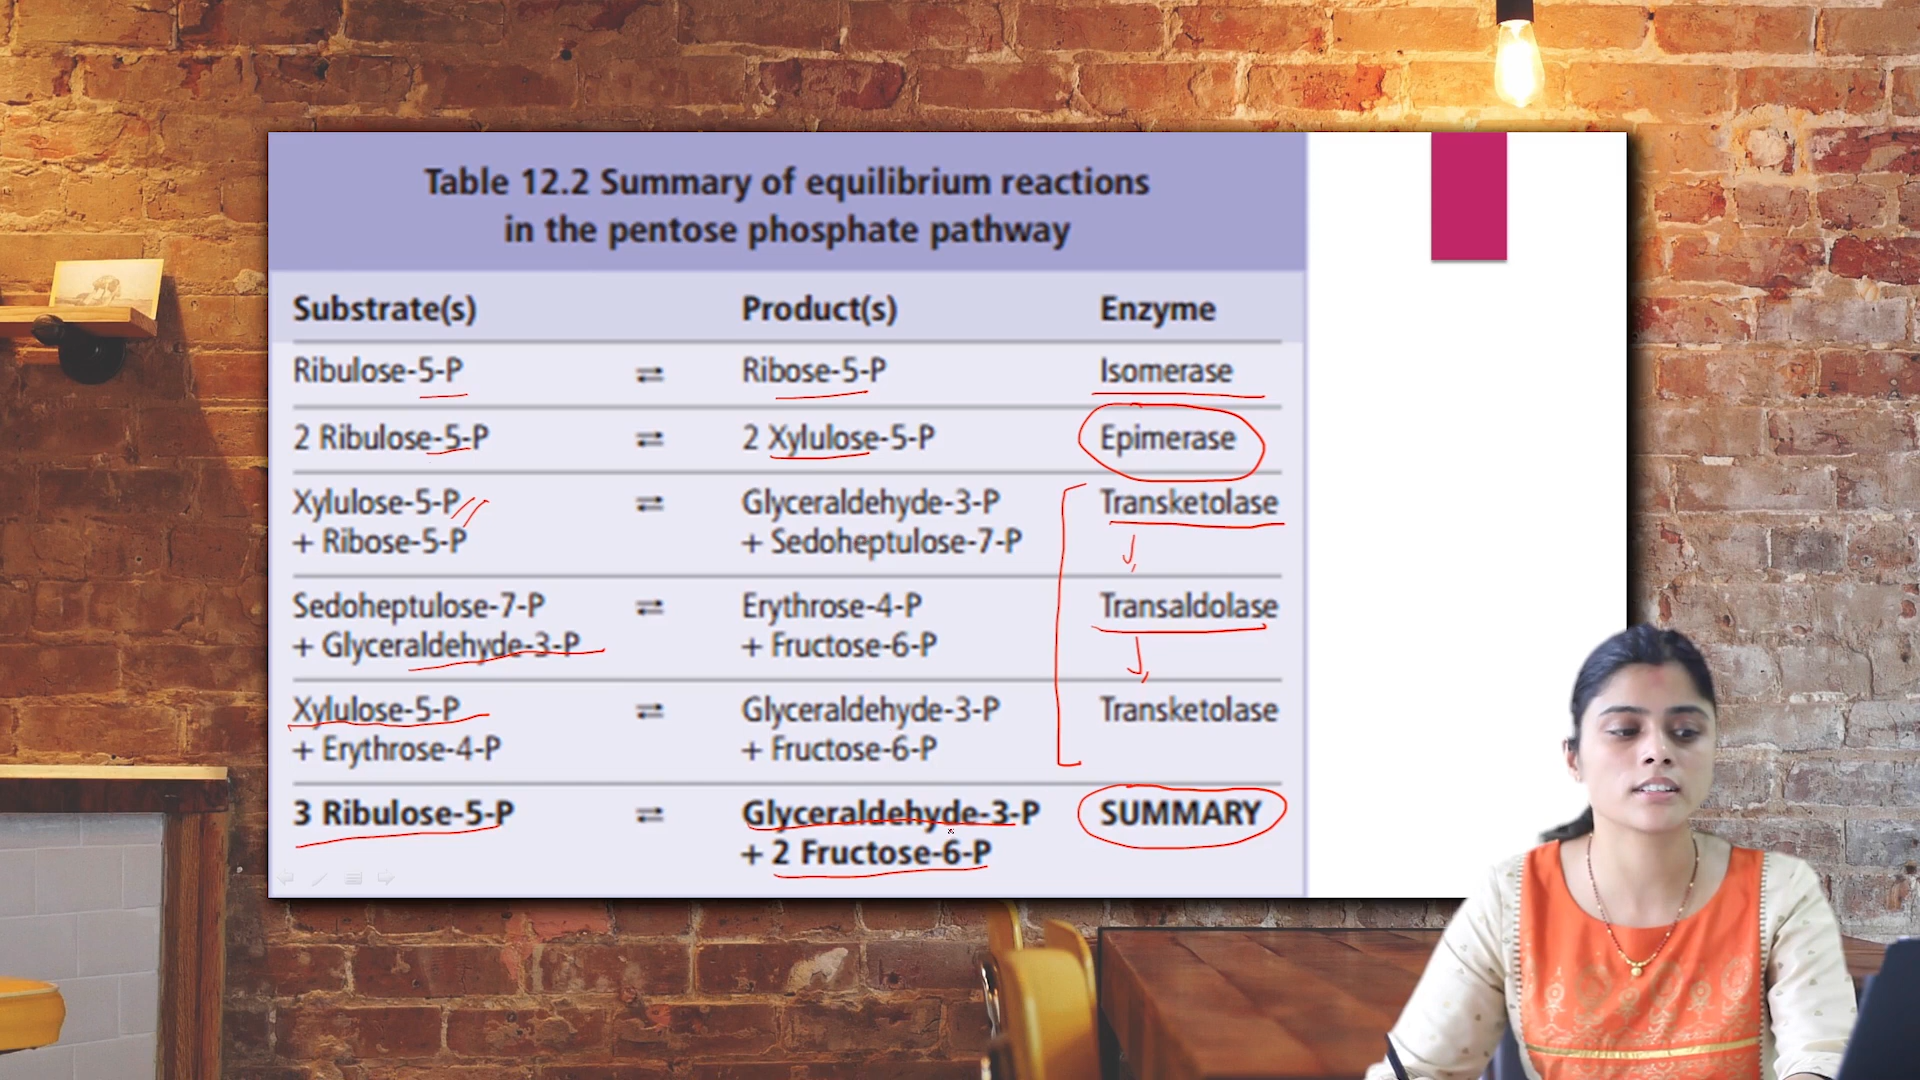 Table 12.2 Summary of equilibrium reactions
in the pentose phosphate pathway
Substrate(s) Product(s) Enzyme
Ribulose-5-P ⇌ Ribose-5-P Isomerase
2 Ribulose-5-P ⇌ 2 Xylulose-5-P Epimerase
Xylulose-5-P ⇌ Glyceraldehyde-3-P Transketolase
+ Ribose-5-P + Sedoheptulose-7-P
Sedoheptulose-7-P ⇌ Erythrose-4-P Transaldolase
+ Glyceraldehyde-3-P + Fructose-6-P
Xylulose-5-P ⇌ Glyceraldehyde-3-P Transketolase
+ Erythrose-4-P + Fructose-6-P
3 Ribulose-5-P ⇌ Glyceraldehyde-3-P SUMMARY
+ 2 Fructose-6-P